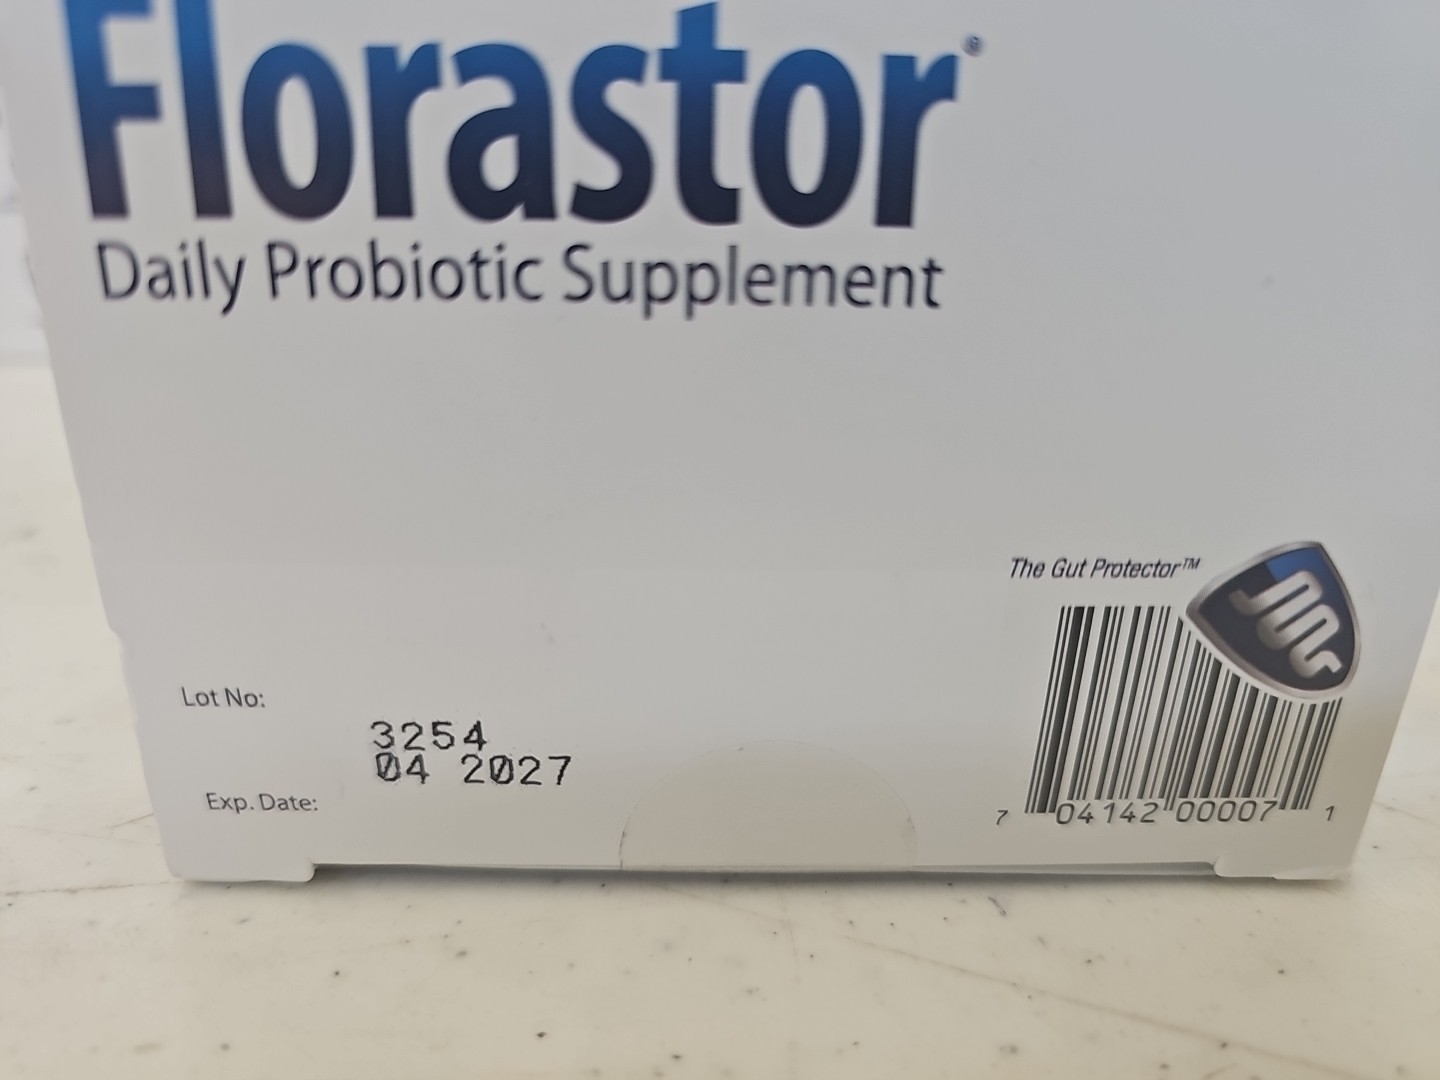 Florastor®
Daily Probiotic Supplement
The Gut Protector™
Lot No:
3254
04 2027
Exp. Date:
7 04142 00007 1